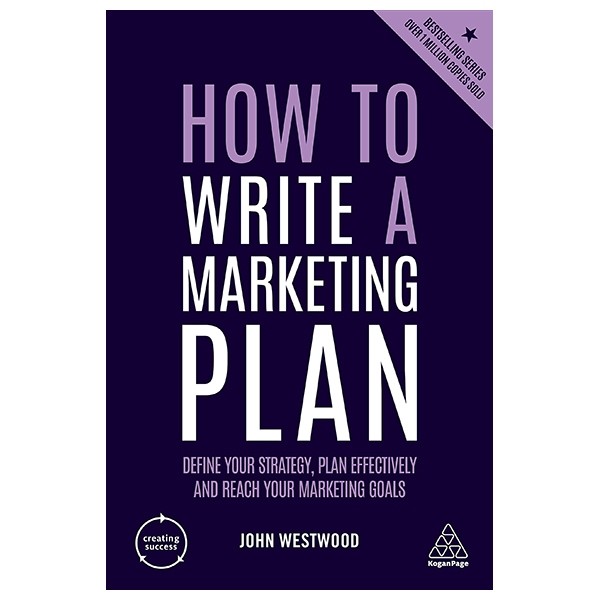 BESTSELLING SERIES
OVER 1 MILLION COPIES SOLD
HOW TO
WRITE A
MARKETING
PLAN
DEFINE YOUR STRATEGY, PLAN EFFECTIVELY
AND REACH YOUR MARKETING GOALS
creating
success
JOHN WESTWOOD
KoganPage